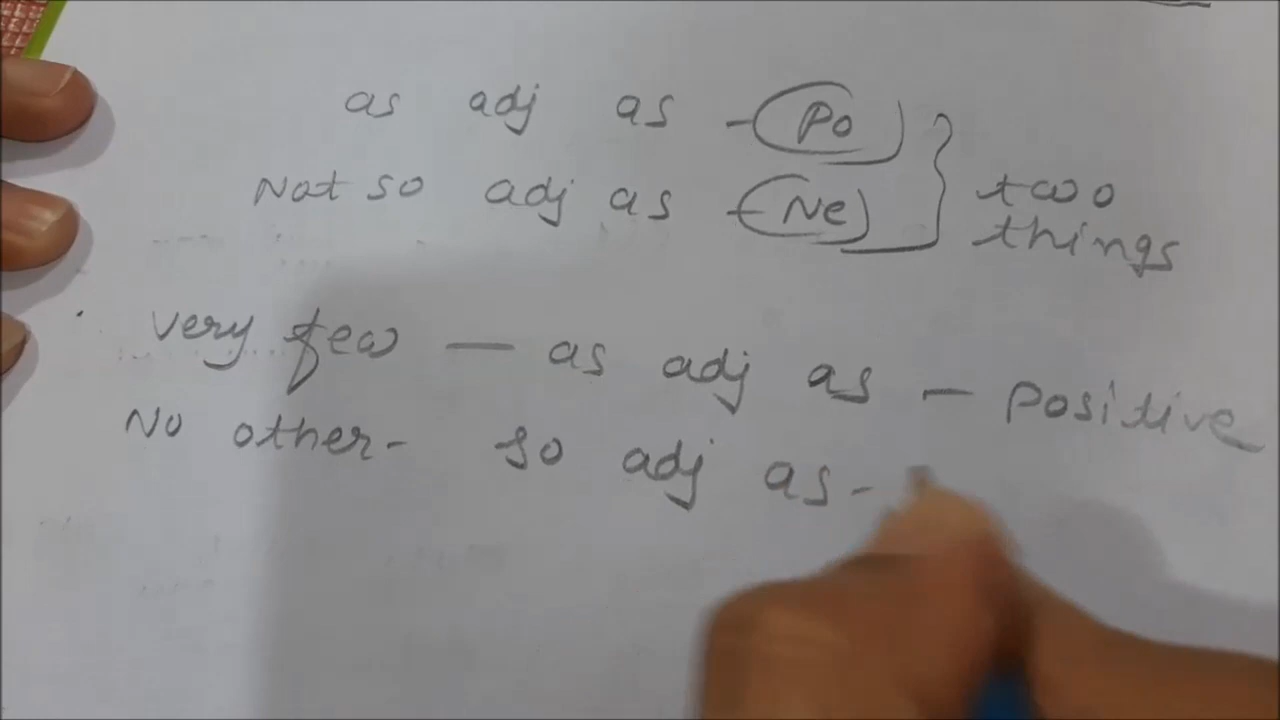 as adj as - Po
Not so adj as - Ne
two
things
very few — as adj as - Positive
No other - so adj as -